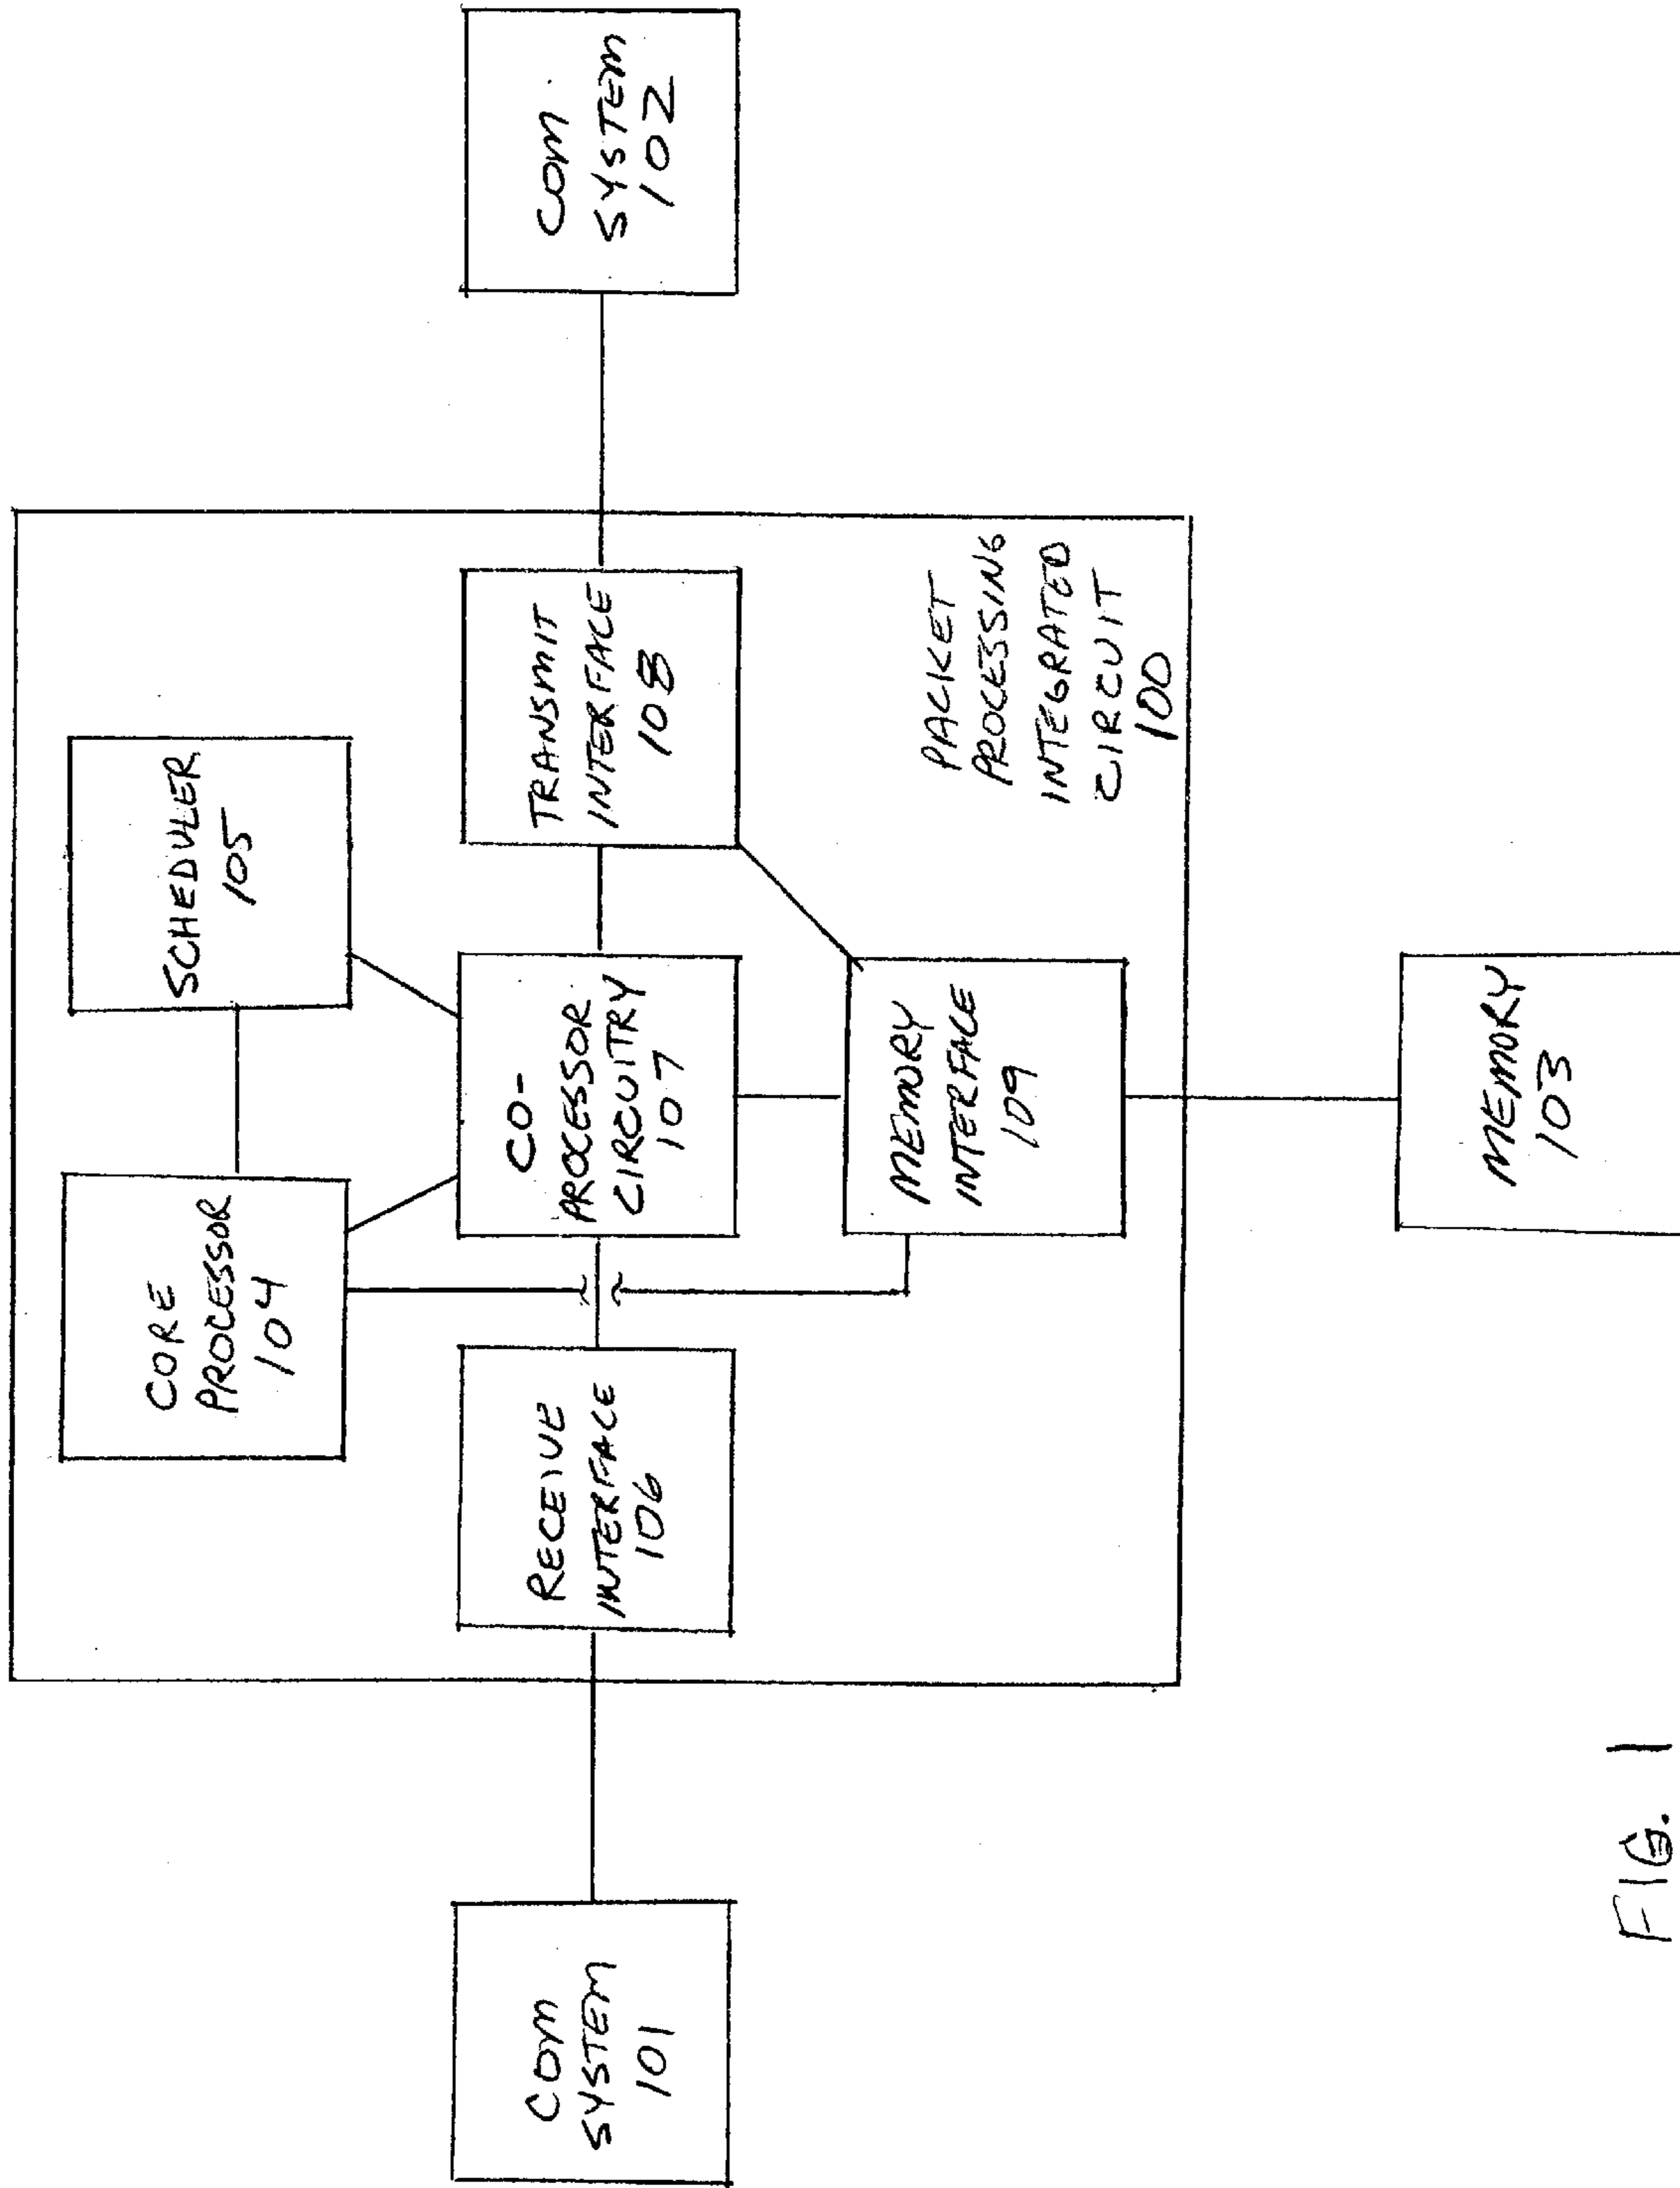 CORE
PROCESSOR
104
SCHEDULER
105
COM
SYSTEM
101
RECEIVE
INTERFACE
106
CO-
PROCESSOR
CIRCUITRY
107
TRANSMIT
INTERFACE
108
COM
SYSTEM
102
MEMORY
INTERFACE
109
PACKET
PROCESSING
INTEGRATED
CIRCUIT
100
MEMORY
103
FIG. 1